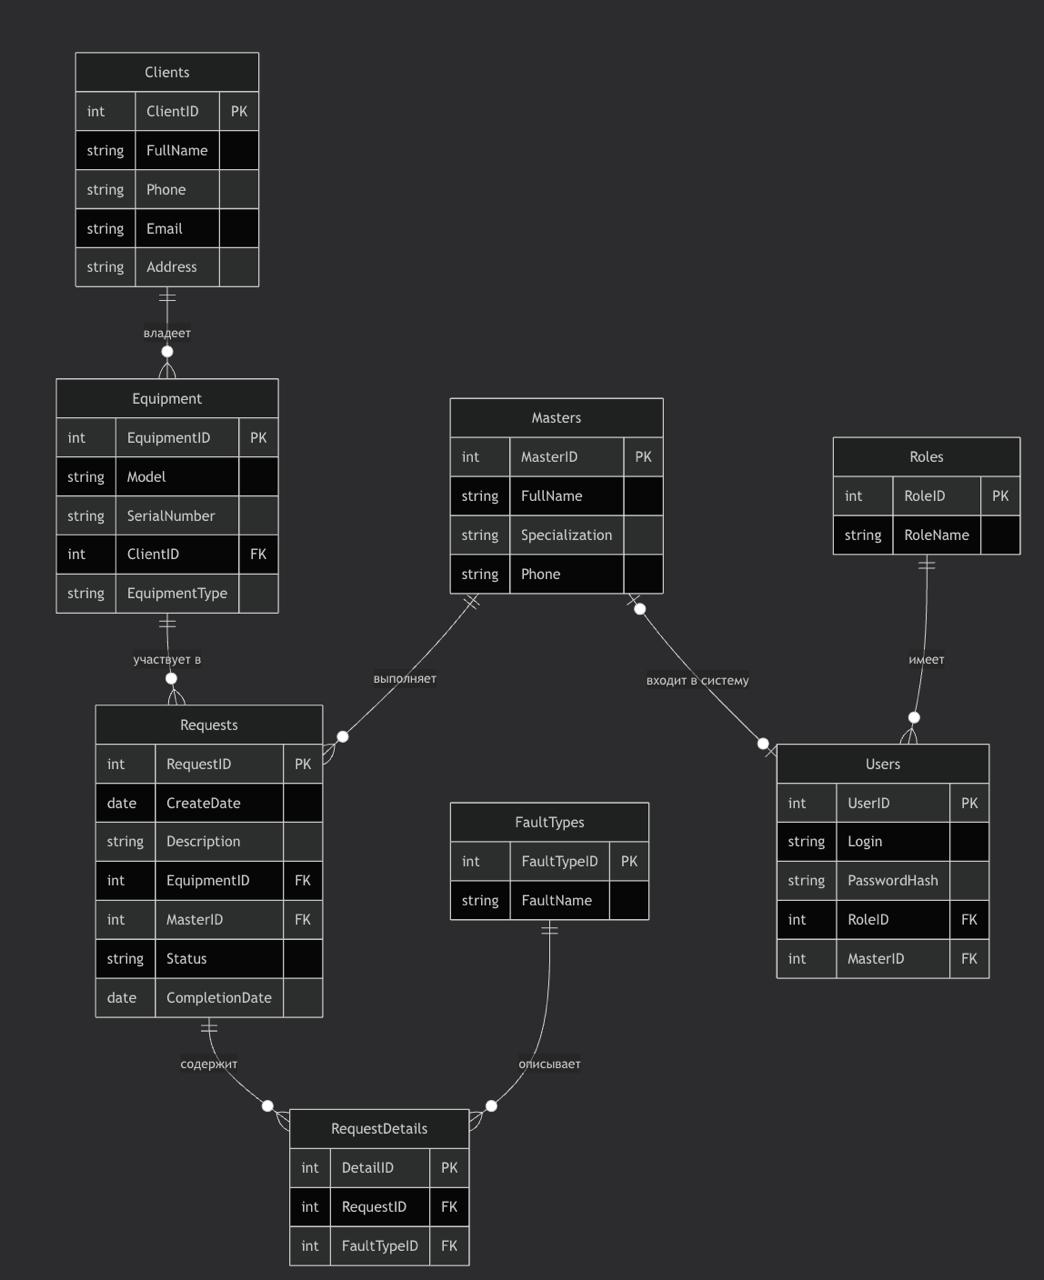 Clients
int ClientID PK
string FullName
string Phone
string Email
string Address
владеет
Equipment
int EquipmentID PK
string Model
string SerialNumber
int ClientID FK
string EquipmentType
участвует в
Masters
int MasterID PK
string FullName
string Specialization
string Phone
Roles
int RoleID PK
string RoleName
выполняет
входит в систему
имеет
Requests
int RequestID PK
date CreateDate
string Description
int EquipmentID FK
int MasterID FK
string Status
date CompletionDate
FaultTypes
int FaultTypeID PK
string FaultName
Users
int UserID PK
string Login
string PasswordHash
int RoleID FK
int MasterID FK
содержит
описывает
RequestDetails
int DetailID PK
int RequestID FK
int FaultTypeID FK